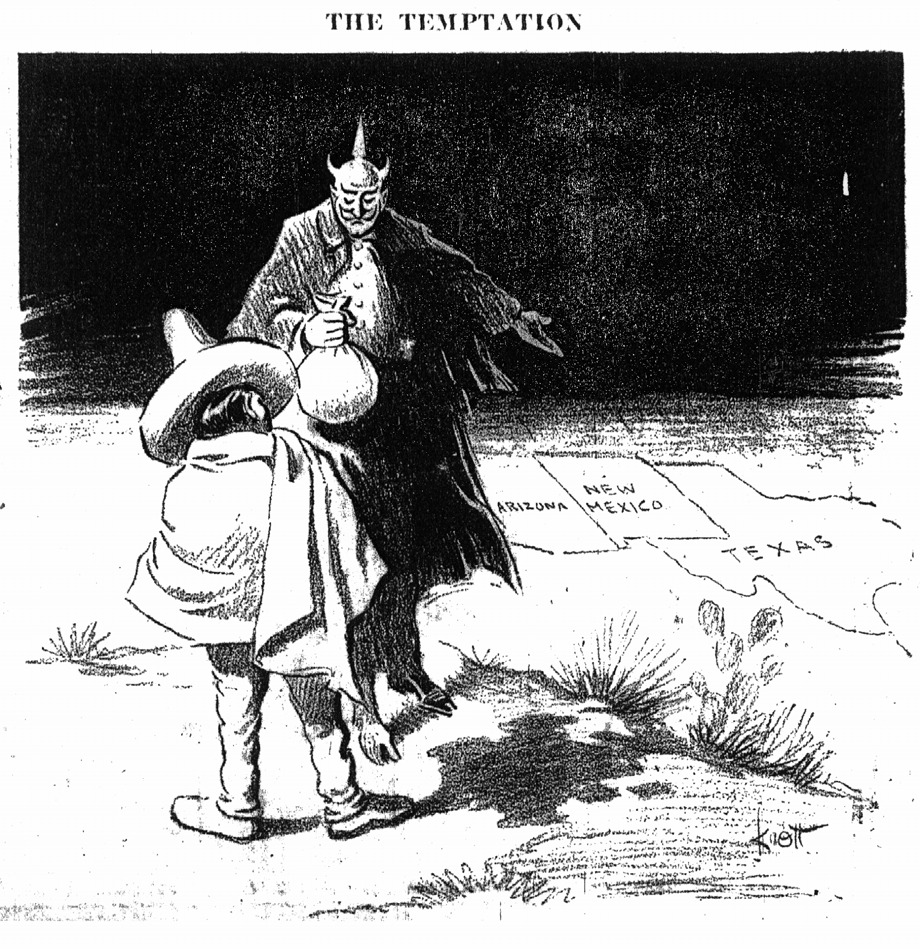 THE TEMPTATION
ARIZONA
NEW
MEXICO
TEXAS
Knott